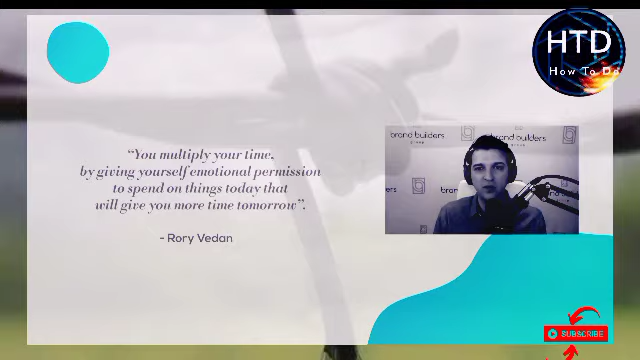 HTD
How To Do
“You multiply your time,
by giving yourself emotional permission
to spend on things today that
will give you more time tomorrow”.
- Rory Vedan
brand builders
group
brand builders
SUBSCRIBE